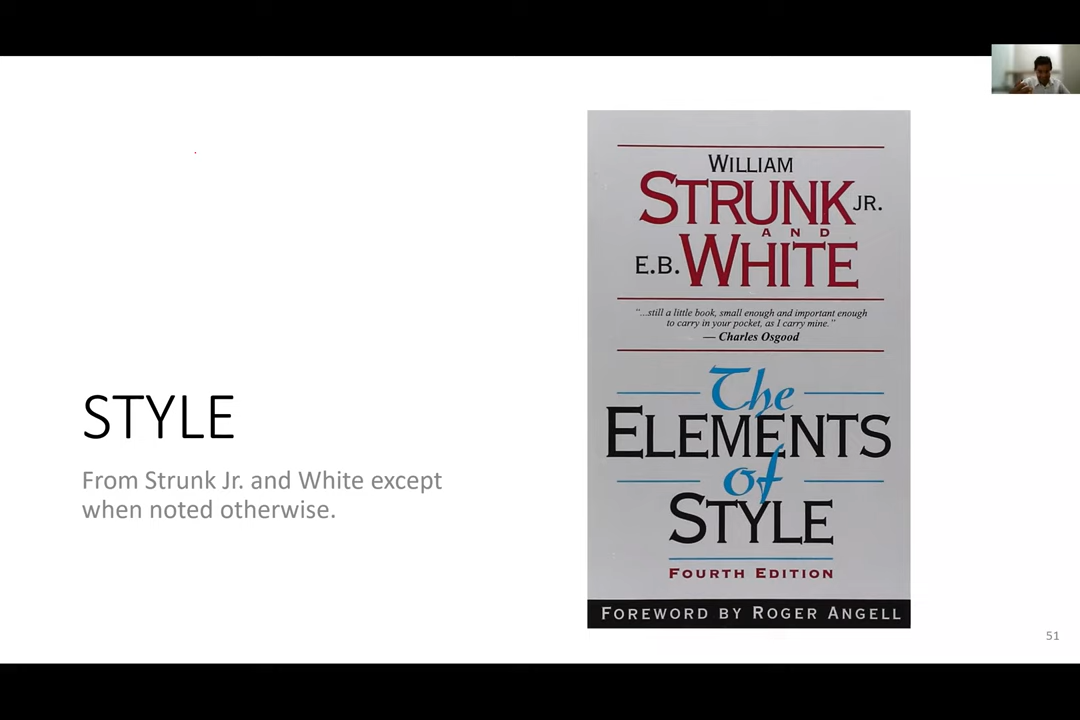 STYLE
From Strunk Jr. and White except
when noted otherwise.
WILLIAM
STRUNK JR.
AND
E.B. WHITE
"...still a little book, small enough and important enough
to carry in your pocket, as I carry mine."
— Charles Osgood
The
ELEMENTS
of
STYLE
FOURTH EDITION
FOREWORD BY ROGER ANGELL
51